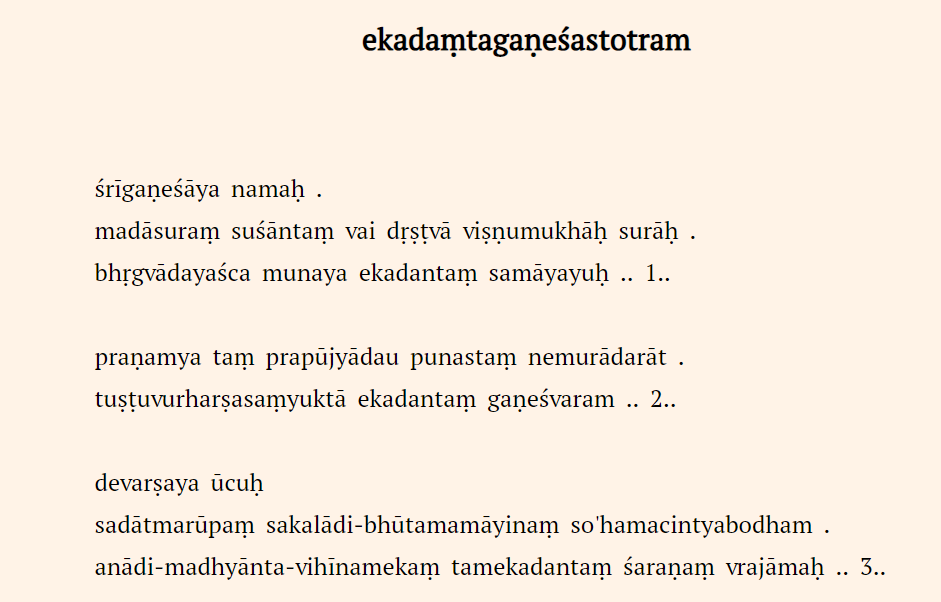 ekadaṃtagaṇeśastotram
śrīgaṇeśāya namaḥ .
madāsuraṃ suśāntaṃ vai dṛṣṭvā viṣṇumukhāḥ surāḥ .
bhṛgvādayaśca munaya ekadantaṃ samāyayuḥ .. 1..
praṇamya taṃ prapūjyādau punastaṃ nemurādarāt .
tuṣṭuvurharṣasaṃyuktā ekadantaṃ gaṇeśvaram .. 2..
devarṣaya ūcuḥ
sadātmarūpaṃ sakalādi-bhūtamamāyinaṃ so'hamacintyabodham .
anādi-madhyānta-vihīnamekaṃ tamekadantaṃ śaraṇaṃ vrajāmaḥ .. 3..